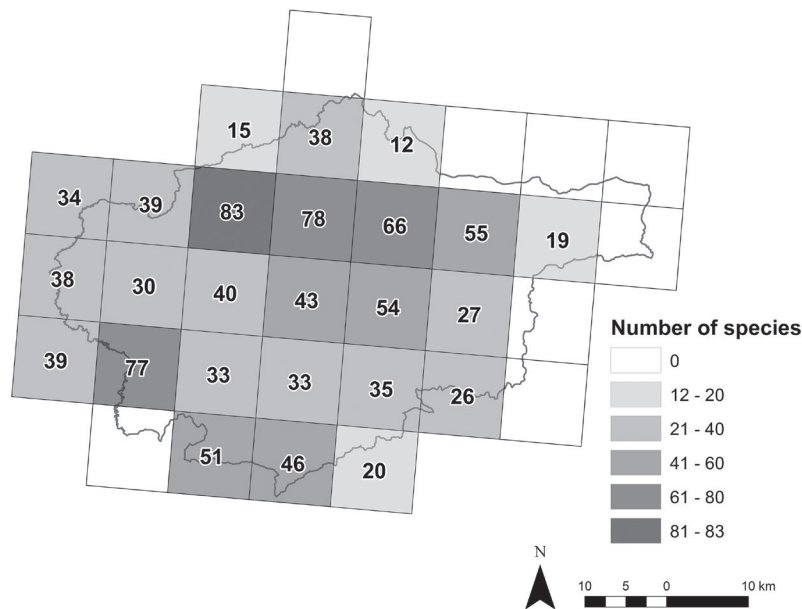 15 38 12
34 39 83 78 66 55 19
38 30 40 43 54 27
39 77 33 33 35 26
51 46 20
Number of species
0
12 - 20
21 - 40
41 - 60
61 - 80
81 - 83
N
10 5 0 10 km